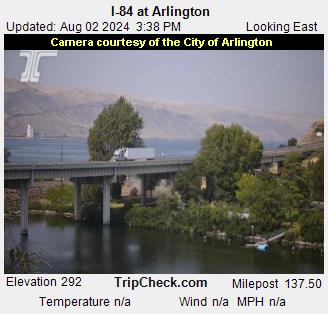 I-84 at Arlington
Updated: Aug 02 2024 3:38 PM Looking East
Camera courtesy of the City of Arlington
Elevation 292 TripCheck.com Milepost 137.50
Temperature n/a Wind n/a MPH n/a